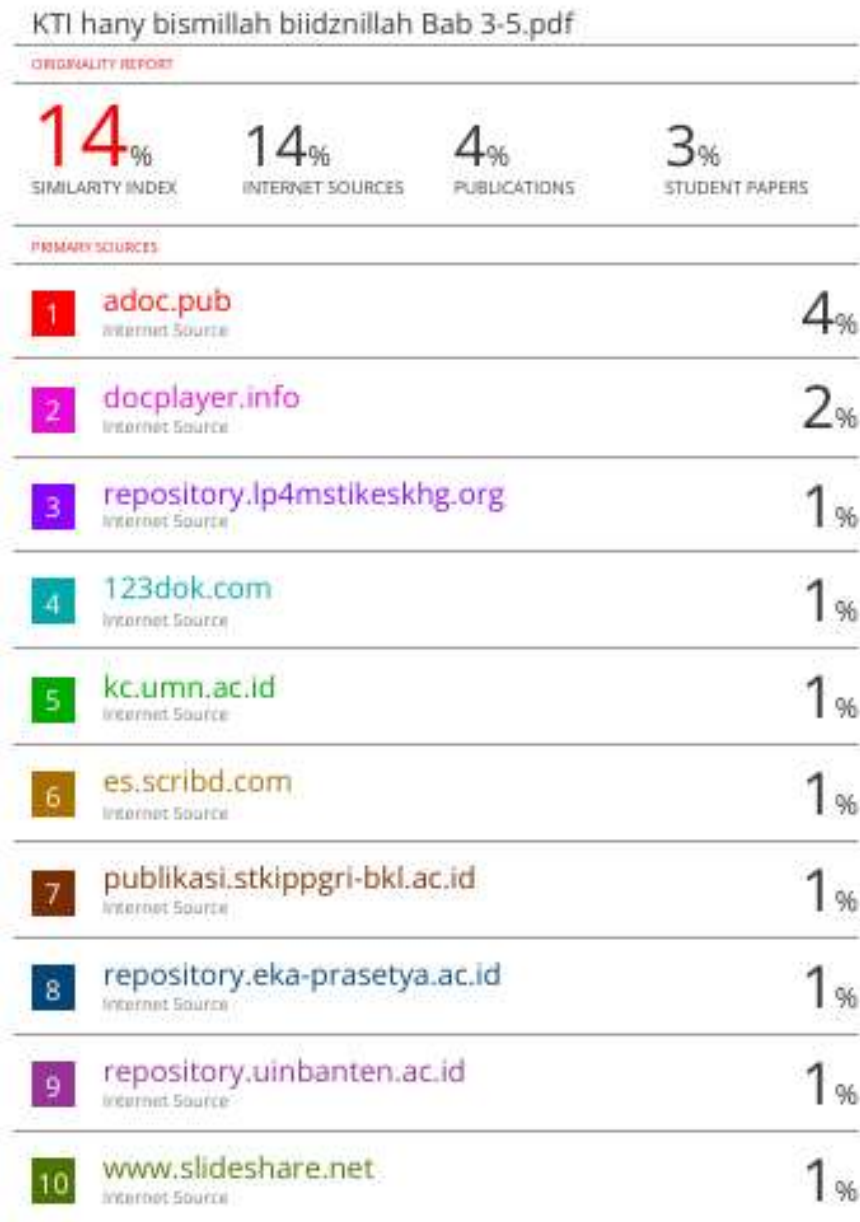 KTI hany bismillah biidznillah Bab 3-5.pdf
ORIGINALITY REPORT
14% 14% 4% 3%
SIMILARITY INDEX INTERNET SOURCES PUBLICATIONS STUDENT PAPERS
PRIMARY SOURCES
1 adoc.pub 4%
Internet Source
2 docplayer.info 2%
Internet Source
3 repository.lp4mstikeskhg.org 1%
Internet Source
4 123dok.com 1%
Internet Source
5 kc.umn.ac.id 1%
Internet Source
6 es.scribd.com 1%
Internet Source
7 publikasi.stkippgri-bkl.ac.id 1%
Internet Source
8 repository.eka-prasetya.ac.id 1%
Internet Source
9 repository.uinbanten.ac.id 1%
Internet Source
10 www.slideshare.net 1%
Internet Source